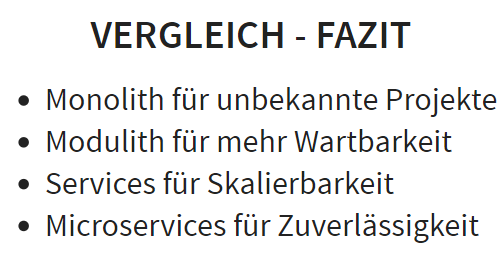 VERGLEICH - FAZIT
• Monolith für unbekannte Projekte
• Modulith für mehr Wartbarkeit
• Services für Skalierbarkeit
• Microservices für Zuverlässigkeit